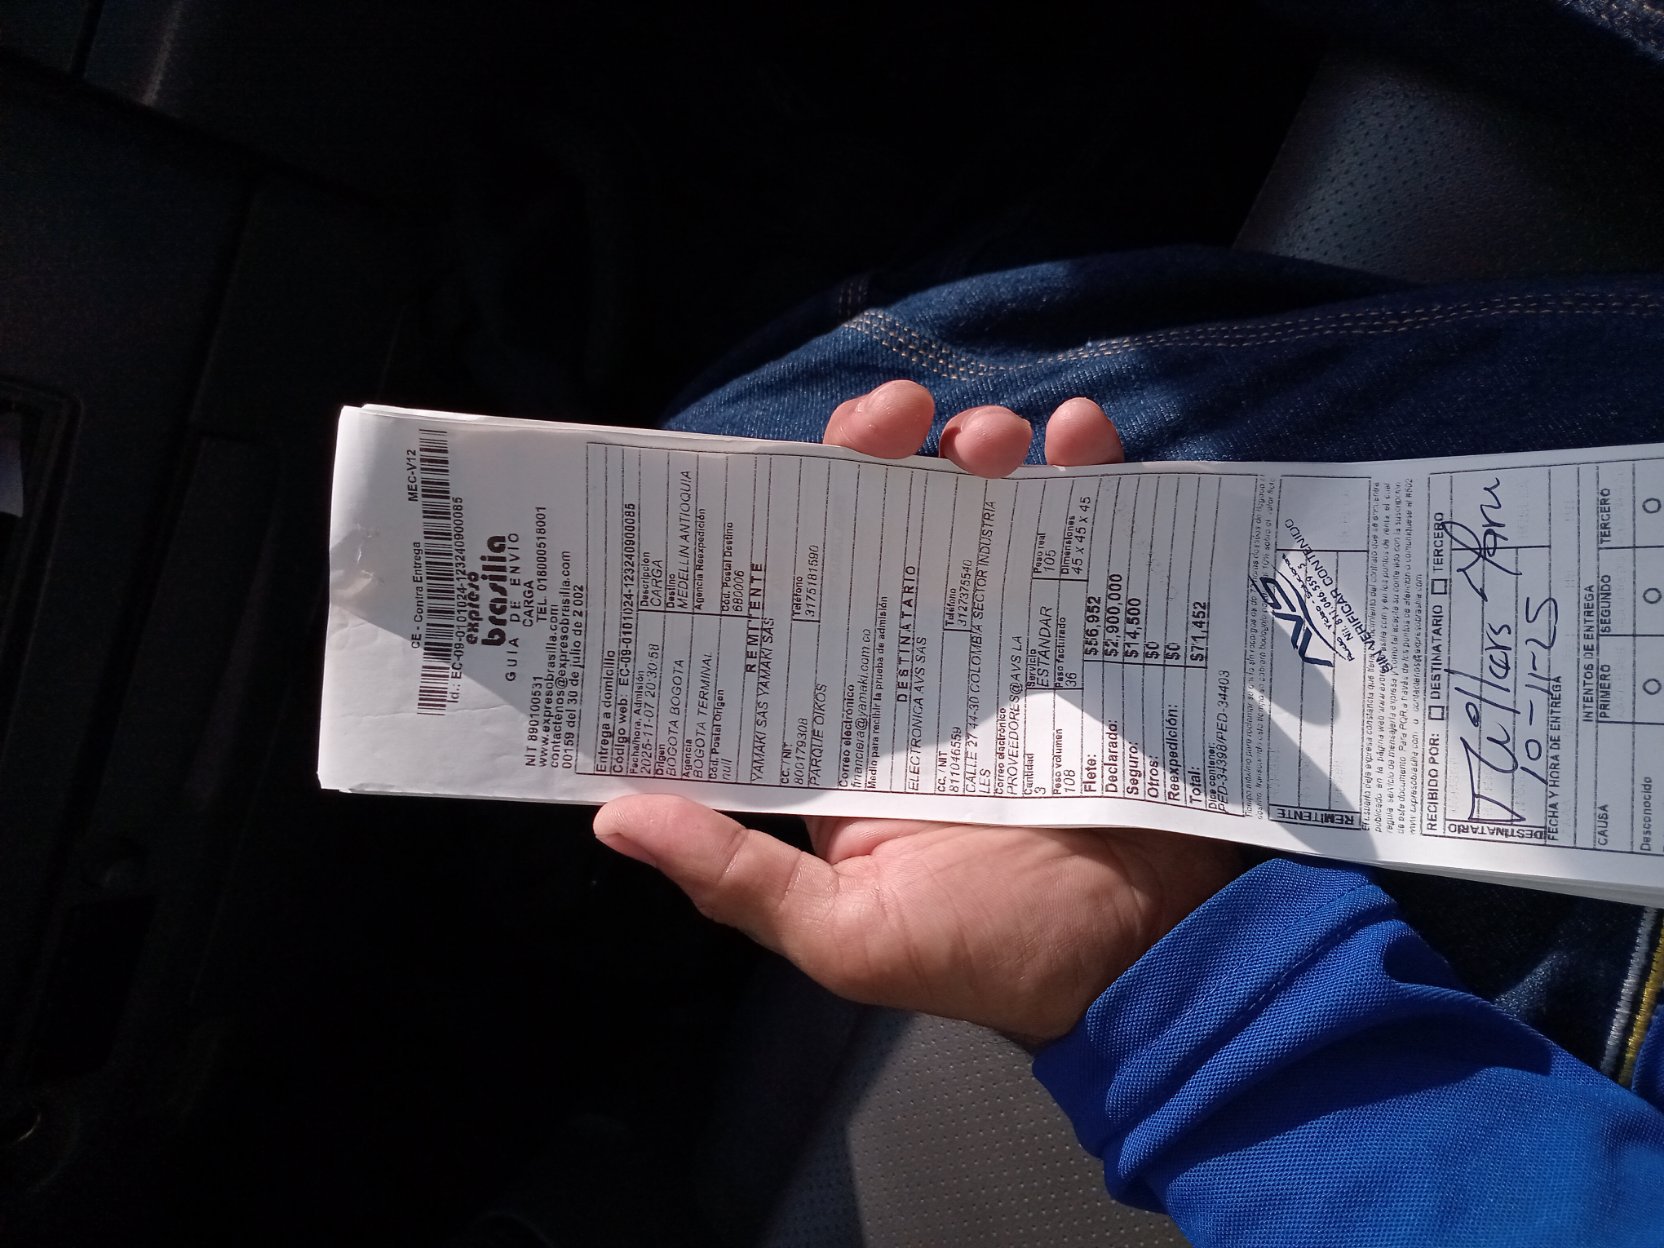 CE - Contra Entrega MEC-V12
Id.: EC-09-0101024-123240900085
expreso
brasilia
GUIA DE ENVIO
CARGA
NIT 890100531 TEL. 018000518001
www.expresobrasilia.com
contactenos@expresobrasilia.com
00159 del 30 de julio de 2002
Entrega a domicilio
Código web: EC-09-0101024-123240900085
Fecha/hora. Admisión Descripción
2025-11-07 20:30:58 CARGA
Origen Destino
BOGOTA BOGOTA MEDELLIN ANTIOQUIA
Agencia Agencia Reexpedición
BOGOTA TERMINAL
Cód. Postal Origen Cód. Postal Destino
null 680006
REMITENTE
YAMAKI SAS YAMAKI SAS
CC. / NIT Teléfono
800179308 3175181590
PARQUE OIKOS
Correo electrónico
financiera@yamaki.com.co
Medio para recibir la prueba de admisión
DESTINATARIO
ELECTRONICA AVS SAS
CC. / NIT Teléfono
811046559 3127375540
CALLE 27 44-30 COLOMBIA SECTOR INDUSTRIA
LES
Correo electrónico
PROVEEDORES@AVS LA
Cantidad Servicio Peso real
3 ESTANDAR 105
Peso volumen Peso facturado Dimensiones
108 36 45 x 45 x 45
Flete: $56,952
Declarado: $2,900,000
Seguro: $14,500
Otros: $0
Reexpedición: $0
Total: $71,452
Dice contener:
PED-34398/PED-34403
REMITENTE
SIN VERIFICAR CONTENIDO
RECIBIDO POR: DESTINATARIO TERCERO
DESTINATARIO
10-11-25
FECHA Y HORA DE ENTREGA
INTENTOS DE ENTREGA
CAUSA PRIMERO SEGUNDO TERCERO
Desconocido